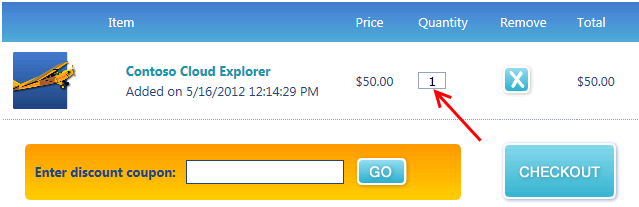 Item Price Quantity Remove Total
Contoso Cloud Explorer
Added on 5/16/2012 12:14:29 PM $50.00 1 X $50.00
Enter discount coupon: GO CHECKOUT